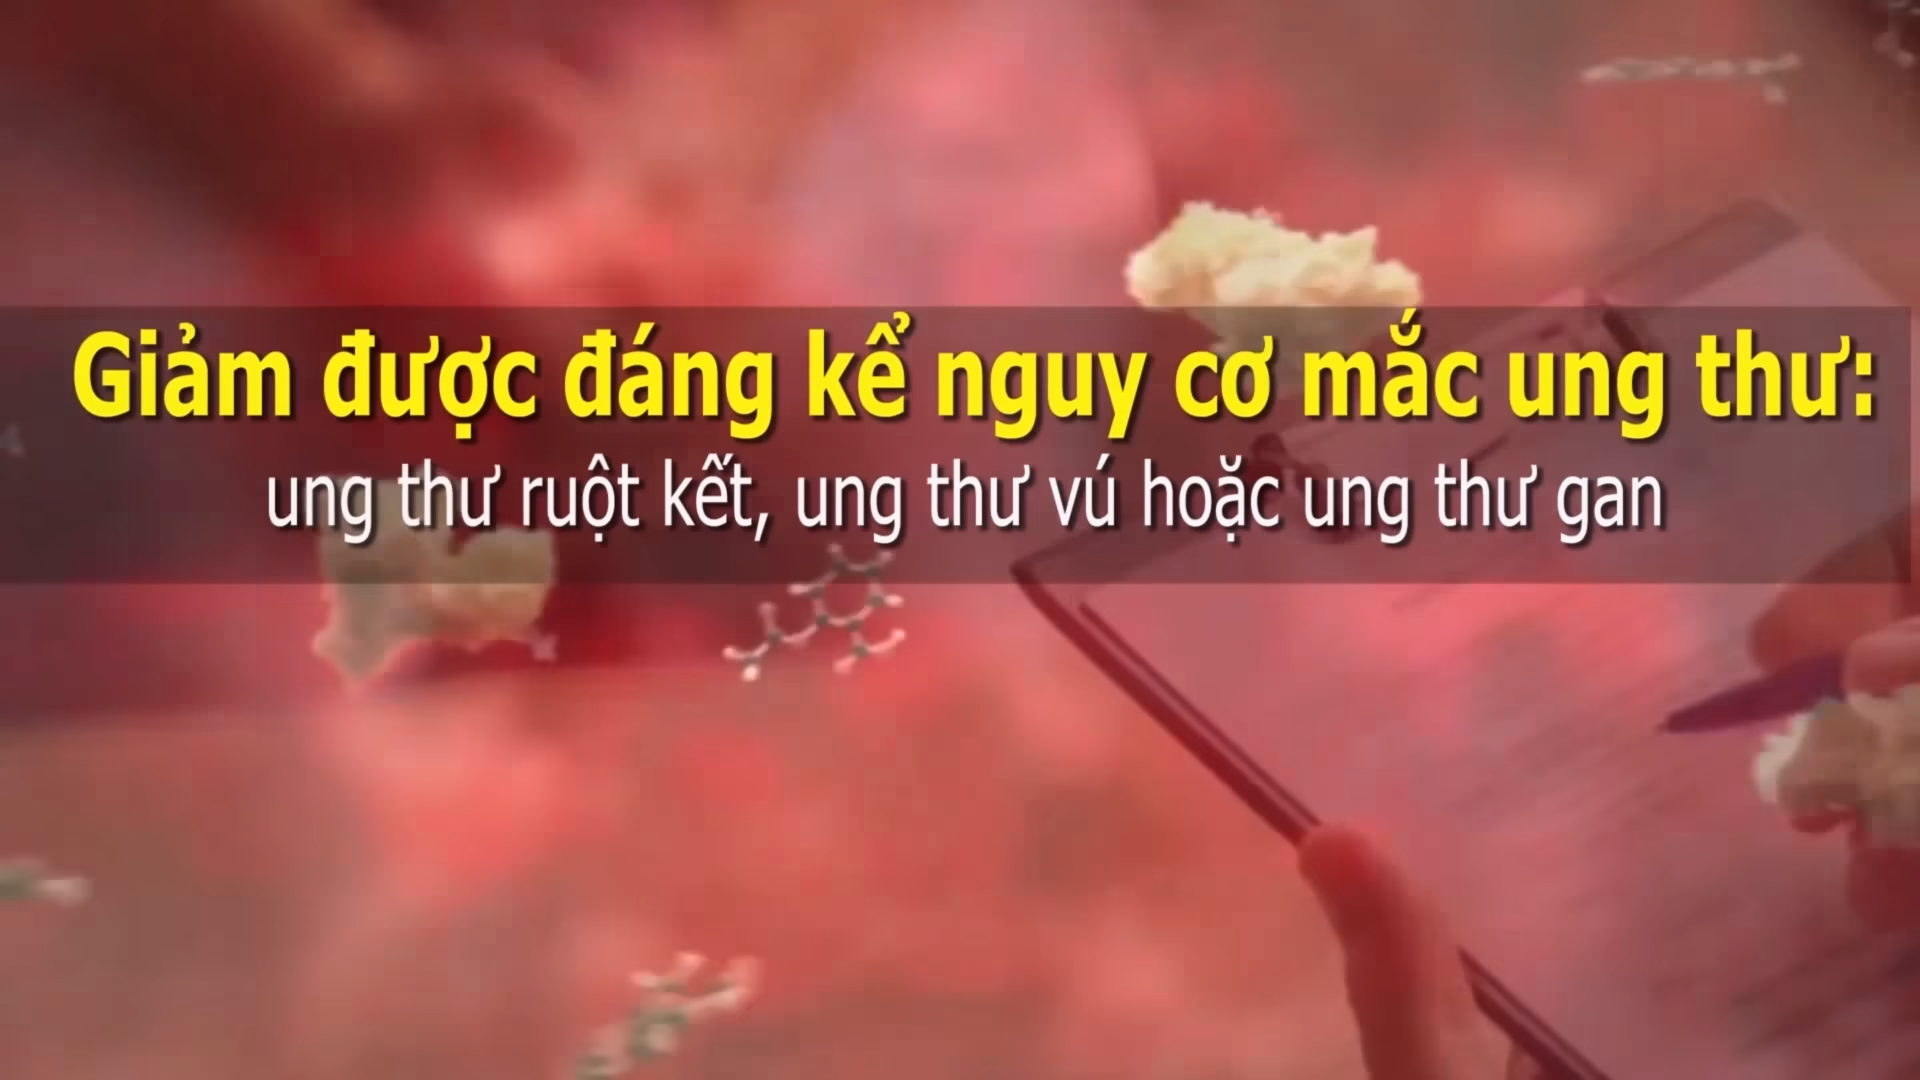 Giảm được đáng kể nguy cơ mắc ung thư:
ung thư ruột kết, ung thư vú hoặc ung thư gan